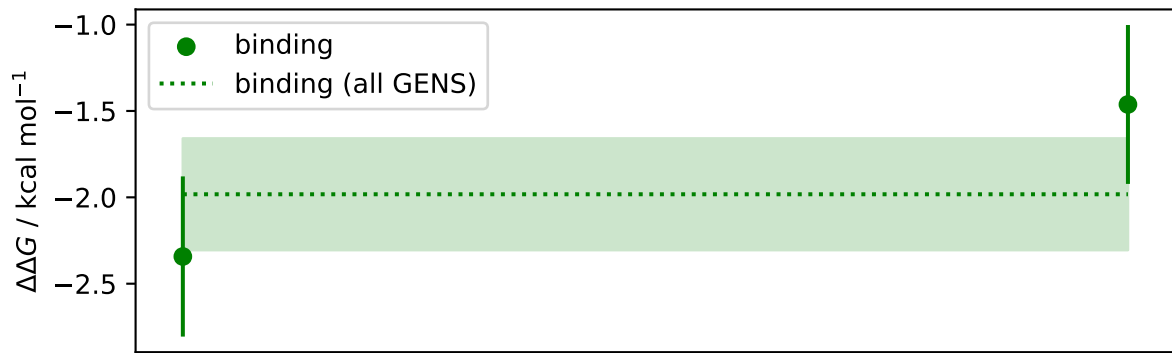 −1.0
−1.5
−2.0
−2.5
ΔΔG / kcal mol⁻¹
binding
binding (all GENS)